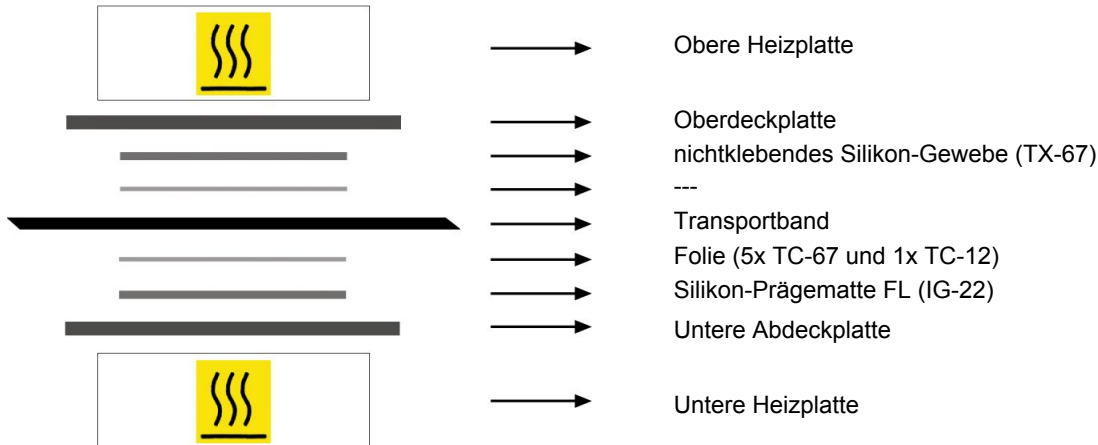 Obere Heizplatte
Oberdeckplatte
nichtklebendes Silikon-Gewebe (TX-67)
---
Transportband
Folie (5x TC-67 und 1x TC-12)
Silikon-Prägematte FL (IG-22)
Untere Abdeckplatte
Untere Heizplatte